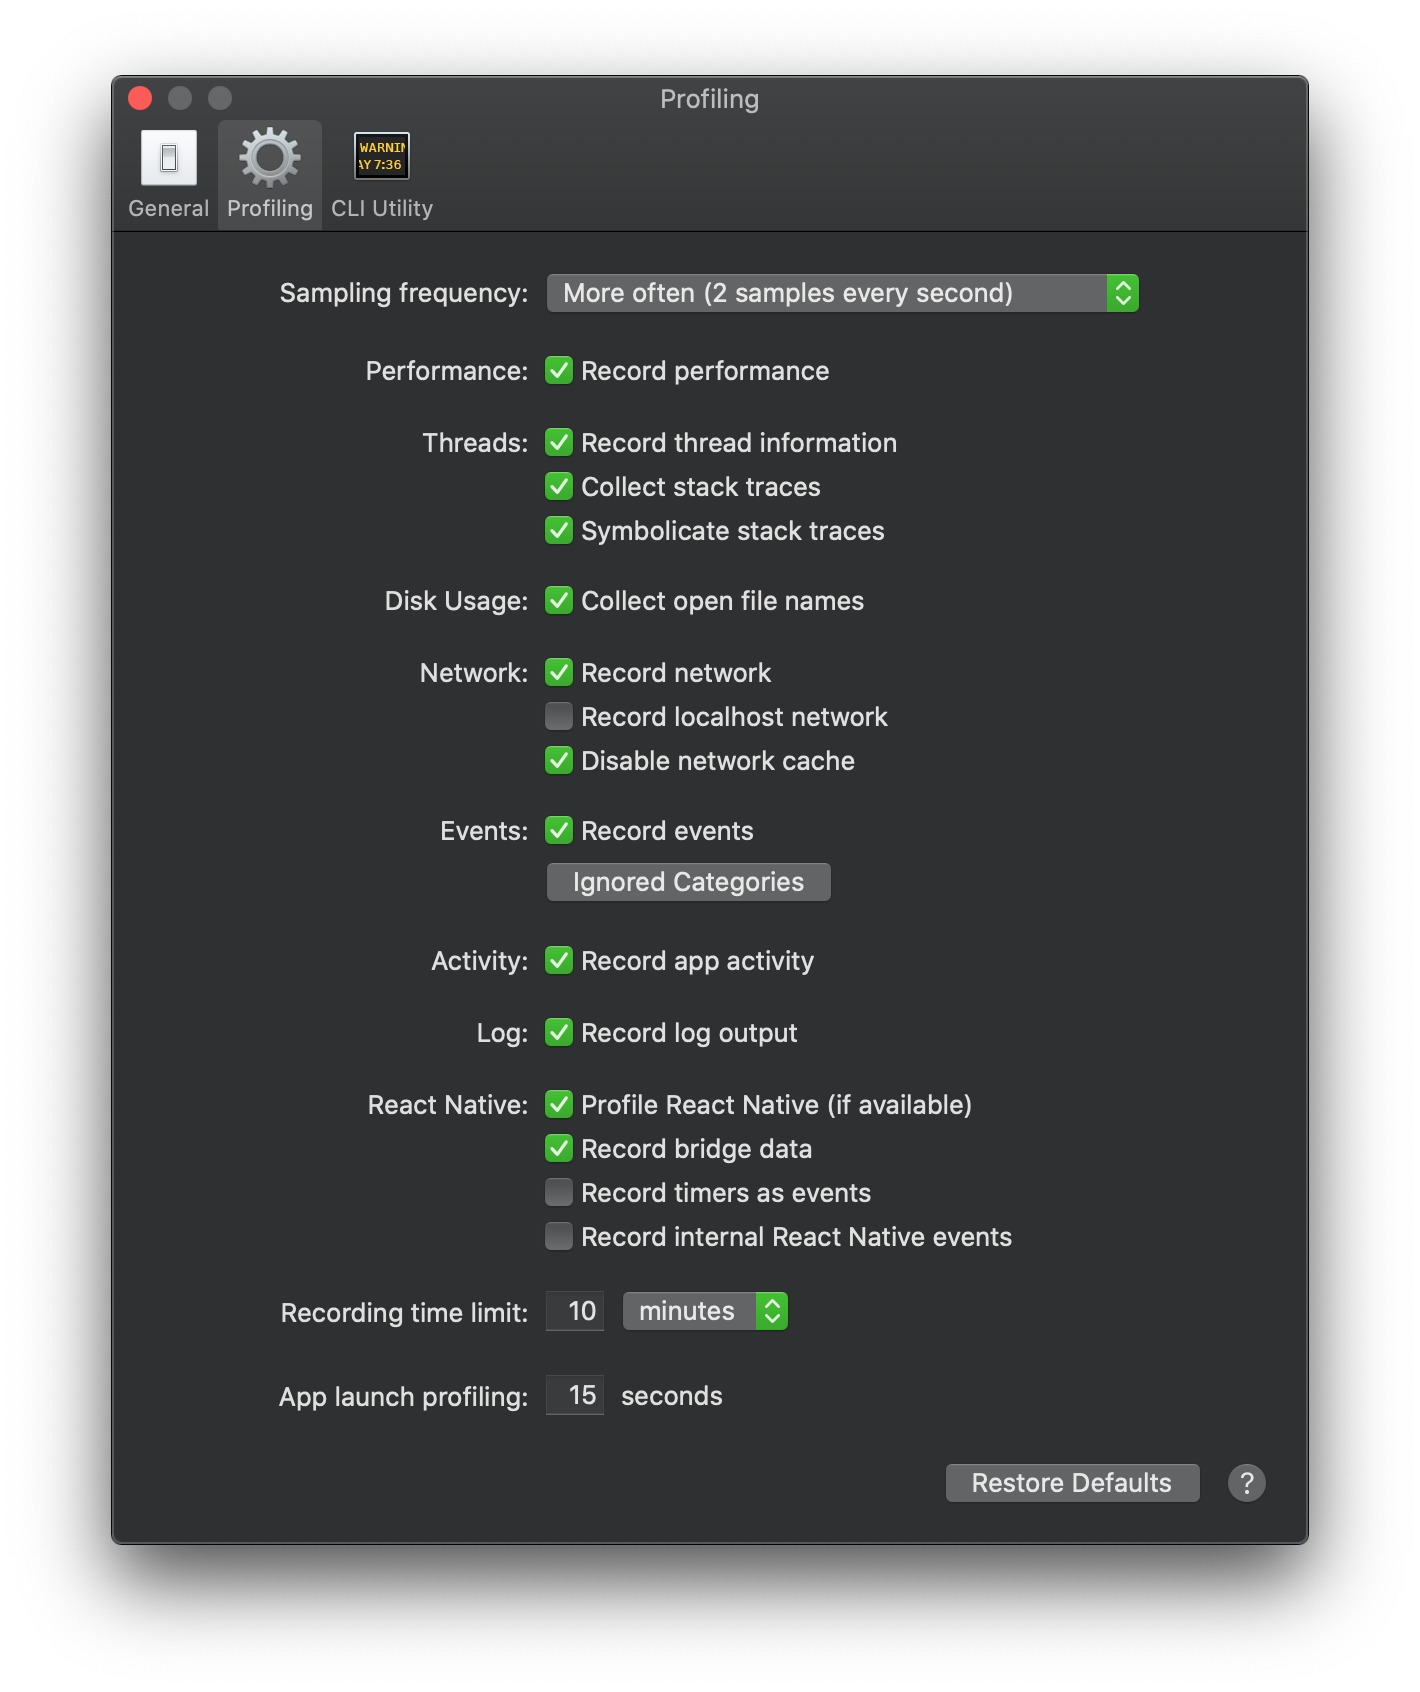 Profiling
WARNIN
AY 7:36
General
Profiling
CLI Utility
Sampling frequency: More often (2 samples every second)
Performance: Record performance
Threads: Record thread information
Collect stack traces
Symbolicate stack traces
Disk Usage: Collect open file names
Network: Record network
Record localhost network
Disable network cache
Events: Record events
Ignored Categories
Activity: Record app activity
Log: Record log output
React Native: Profile React Native (if available)
Record bridge data
Record timers as events
Record internal React Native events
Recording time limit: 10 minutes
App launch profiling: 15 seconds
Restore Defaults ?